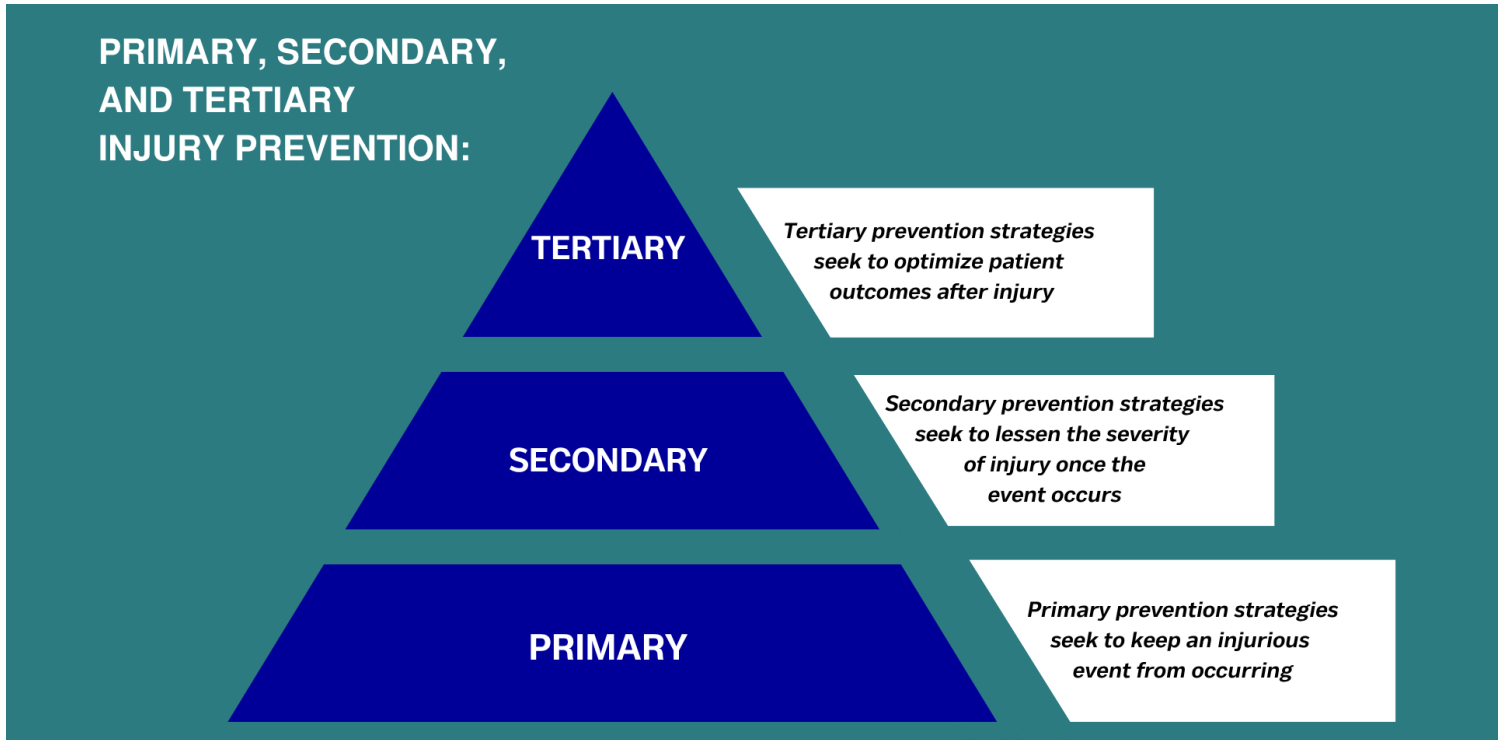 PRIMARY, SECONDARY,
AND TERTIARY
INJURY PREVENTION:
TERTIARY
Tertiary prevention strategies
seek to optimize patient
outcomes after injury
SECONDARY
Secondary prevention strategies
seek to lessen the severity
of injury once the
event occurs
PRIMARY
Primary prevention strategies
seek to keep an injurious
event from occurring